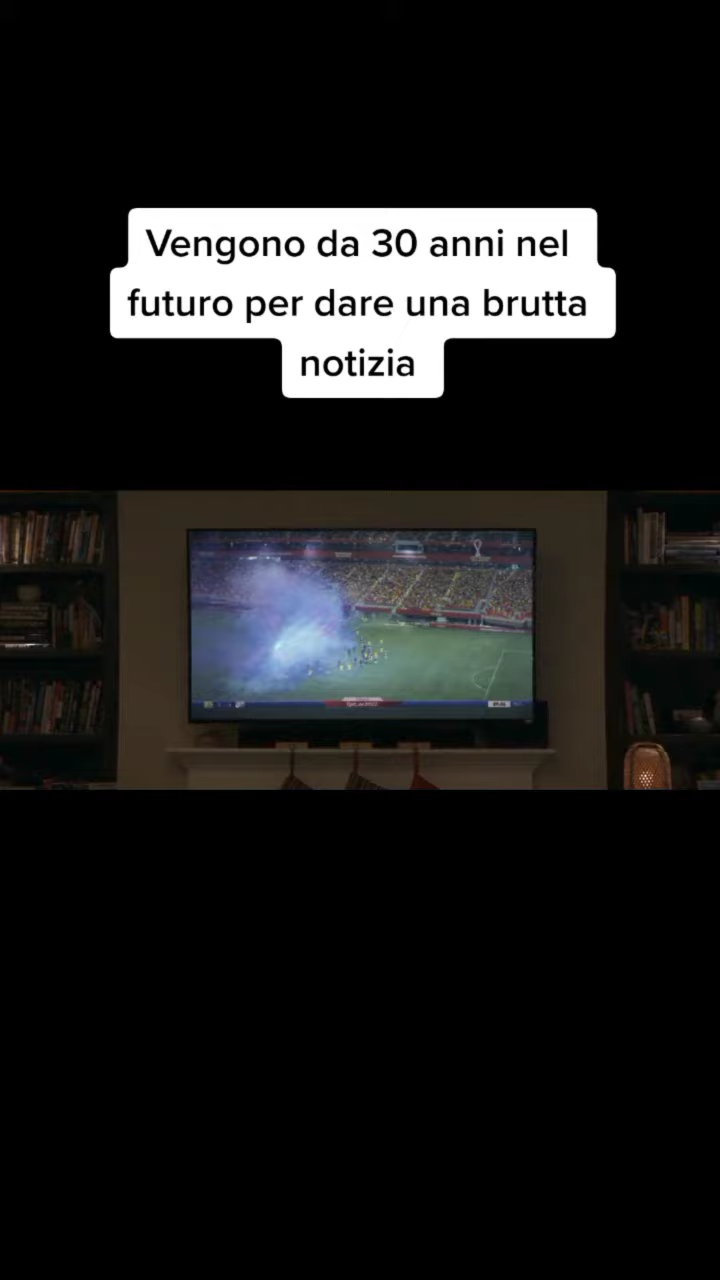 Vengono da 30 anni nel
futuro per dare una brutta
notizia